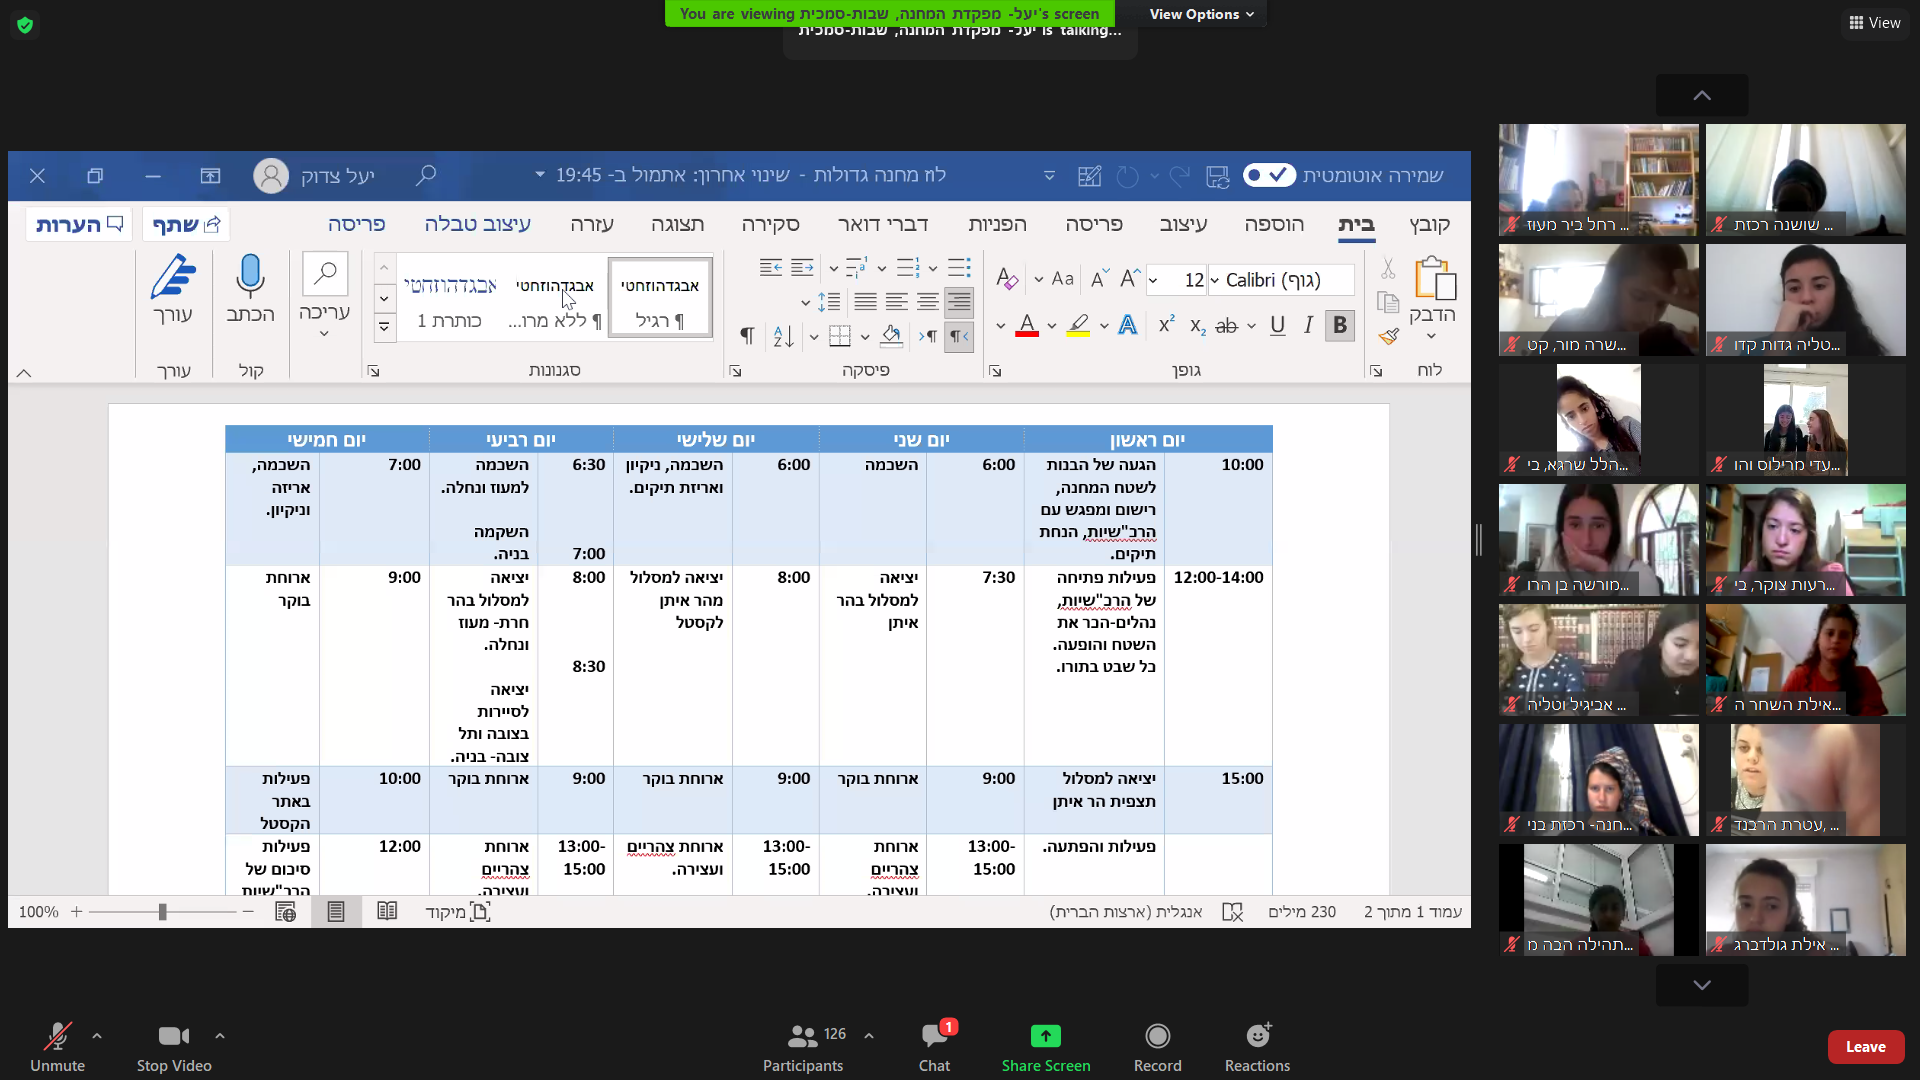 You are viewing יעל- מפקדת המחנה, שבות-סמכית's screen
View Options
יעל- מפקדת המחנה, שבות-סמכית is talking...
View
שמירה אוטומטית
לוז מחנה גדולות - שינוי אחרון: אתמול ב- 19:45
יעל צדוק
קובץ
בית
הוספה
עיצוב
פריסה
הפניות
דברי דואר
סקירה
תצוגה
עזרה
עיצוב טבלה
פריסה
שתף
הערות
הדבק
לוח
Calibri (גוף)
12
Aa
B
I
U
גופן
פיסקה
אבגדהוזחטי
¶ רגיל
אבגדהוזחטי
¶ ללא מרו...
אבגדהוזחטי
כותרת 1
סגנונות
עריכה
הכתב
קול
עורך
עורך
יום ראשון
יום שני
יום שלישי
יום רביעי
יום חמישי
10:00
הגעה של הבנות
לשטח המחנה,
רישום ומפגש עם
הרב"שיות, הנחת
תיקים.
6:00
השכמה
6:00
השכמה, ניקיון
ואריזת תיקים.
6:30
השכמה
למעוז ונחלה.
7:00
השקמה
בניה.
7:00
השכמה,
אריזה
וניקיון.
12:00-14:00
פעילות פתיחה
של הרב"שיות,
נהלים-הכר את
השטח והופעה.
כל שבט בתורו.
7:30
יציאה
למסלול בהר
איתן
8:00
יציאה למסלול
מהר איתן
לקסטל
8:00
יציאה
למסלול בהר
חרת- מעוז
ונחלה.
8:30
יציאה
לסיירות
בצובה ותל
צובה- בניה.
9:00
ארוחת
בוקר
15:00
יציאה למסלול
תצפית הר איתן
9:00
ארוחת בוקר
9:00
ארוחת בוקר
9:00
ארוחת בוקר
10:00
פעילות
באתר
הקסטל
פעילות והפתעה.
13:00-
15:00
ארוחת
צהריים
ועצירה.
13:00-
15:00
ארוחת צהריים
ועצירה.
13:00-
15:00
ארוחת
צהריים
ועצירה.
12:00
פעילות
סיכום של
הרב"שיות
עמוד 1 מתוך 2
230 מילים
אנגלית (ארצות הברית)
מיקוד
100%
רחל ביר מעוז...
שושנה רכזת...
שרה מור, קט...
טליה גדות קדו...
הלל שרגא, בי...
עדי מרילוס והו...
מורשה בן הרו...
רעות צוקר, בי...
אביגיל וטליה...
אילת השחר ה...
חנה- רכזת בני...
עטרת הרבנד,...
תהילה הבה מ...
אילת גולדברג...
Unmute
Stop Video
126
Participants
1
Chat
Share Screen
Record
Reactions
Leave